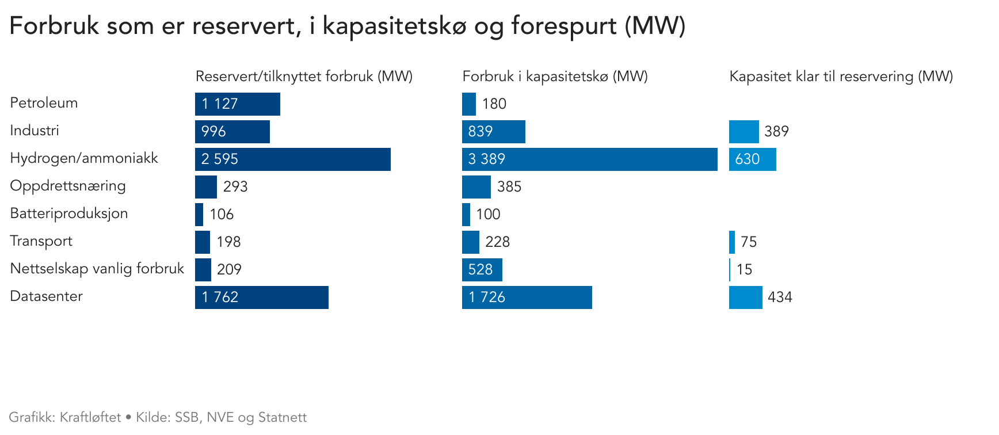 Forbruk som er reservert, i kapasitetskø og forespurt (MW)
Reservert/tilknyttet forbruk (MW) Forbruk i kapasitetskø (MW) Kapasitet klar til reservering (MW)
Petroleum 1 127 180
Industri 996 839 389
Hydrogen/ammoniakk 2 595 3 389 630
Oppdrettsnæring 293 385
Batteriproduksjon 106 100
Transport 198 228 75
Nettselskap vanlig forbruk 209 528 15
Datasenter 1 762 1 726 434
Grafikk: Kraftløftet • Kilde: SSB, NVE og Statnett